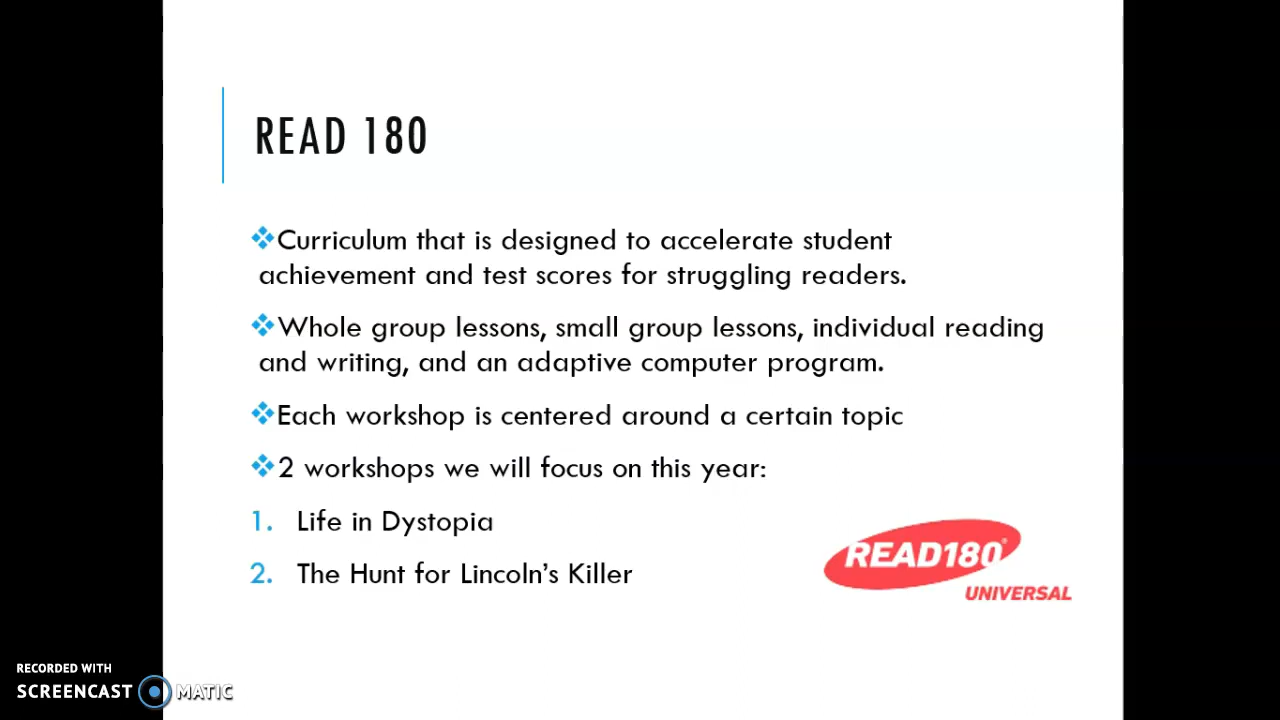 READ 180
❖Curriculum that is designed to accelerate student
achievement and test scores for struggling readers.
❖Whole group lessons, small group lessons, individual reading
and writing, and an adaptive computer program.
❖Each workshop is centered around a certain topic
❖2 workshops we will focus on this year:
1. Life in Dystopia
2. The Hunt for Lincoln’s Killer
READ180®
UNIVERSAL
RECORDED WITH
SCREENCAST MATIC